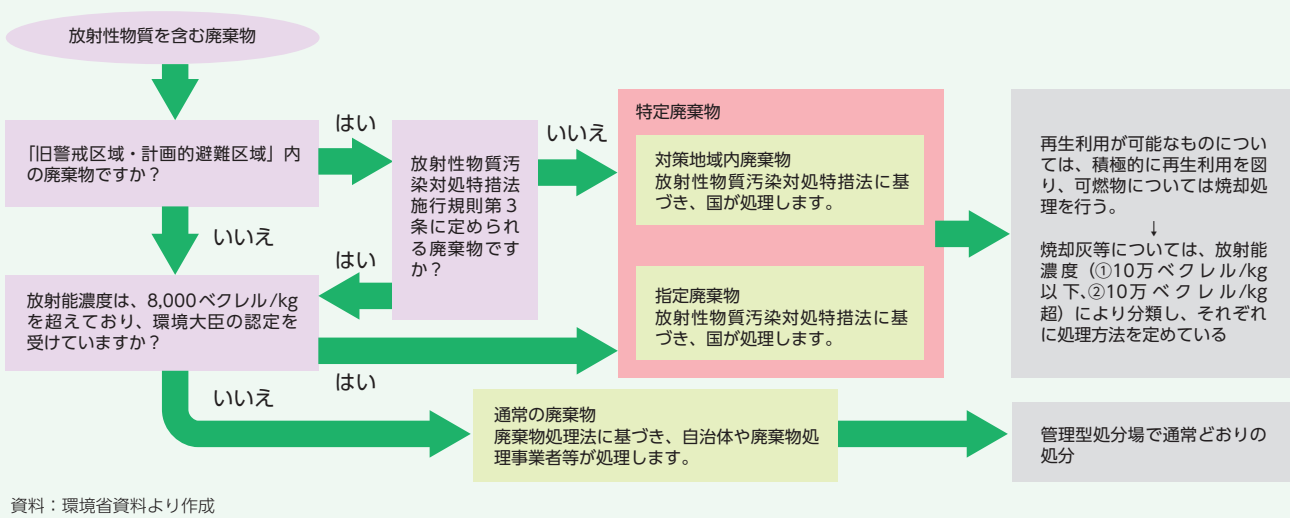 放射性物質を含む廃棄物
「旧警戒区域・計画的避難区域」内
の廃棄物ですか？
はい
いいえ
放射性物質汚
染対処特措法
施行規則第３
条に定められ
る廃棄物です
か？
いいえ
はい
放射能濃度は、8,000ベクレル/kg
を超えており、環境大臣の認定を
受けていますか？
はい
いいえ
特定廃棄物
対策地域内廃棄物
放射性物質汚染対処特措法に基
づき、国が処理します。
指定廃棄物
放射性物質汚染対処特措法に基
づき、国が処理します。
再生利用が可能なものについ
ては、積極的に再生利用を図
り、可燃物については焼却処
理を行う。
↓
焼却灰等については、放射能
濃度（①10万ベクレル/kg
以下、②10万ベクレル/kg
超）により分類し、それぞれ
に処理方法を定めている
通常の廃棄物
廃棄物処理法に基づき、自治体や廃棄物処
理事業者等が処理します。
管理型処分場で通常どおりの
処分
資料：環境省資料より作成